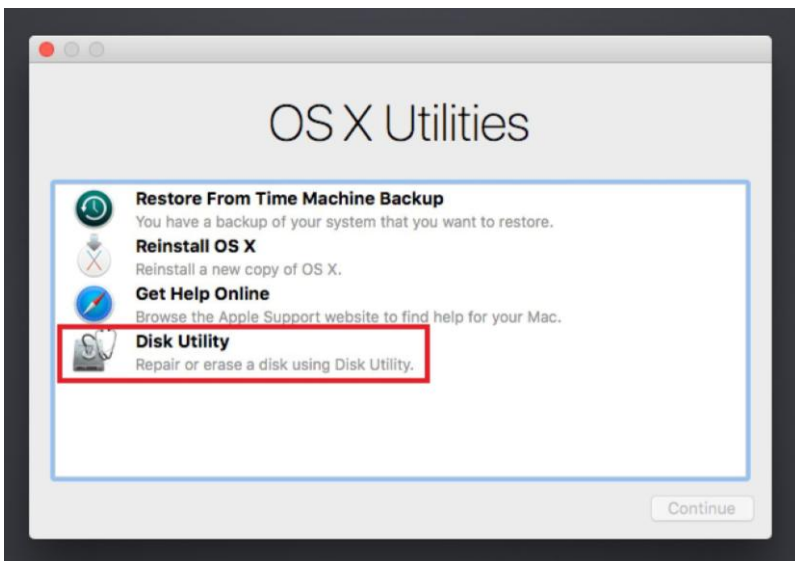 OS X Utilities
Restore From Time Machine Backup
You have a backup of your system that you want to restore.
Reinstall OS X
Reinstall a new copy of OS X.
Get Help Online
Browse the Apple Support website to find help for your Mac.
Disk Utility
Repair or erase a disk using Disk Utility.
Continue